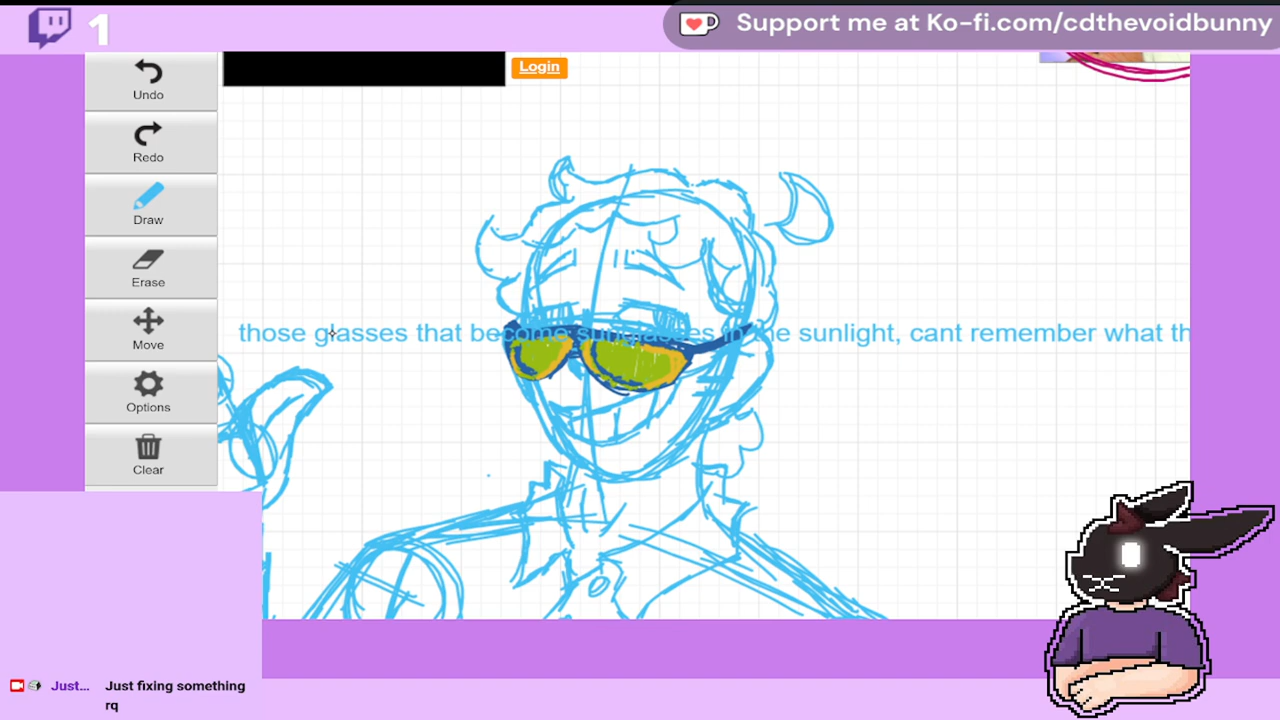 1
Support me at Ko-fi.com/cdthevoidbunny
Undo
Login
Redo
Draw
Erase
those glasses that become sunglasses in the sunlight, cant remember what th
Move
Options
Clear
Just... Just fixing something
rq